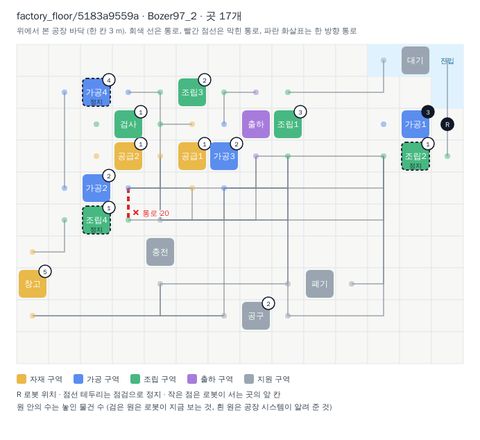 factory_floor/5183a9559a · Bozer97_2 · 곳 17개
위에서 본 공장 바닥 (한 칸 3 m). 회색 선은 통로, 빨간 점선은 막힌 통로, 파란 화살표는 한 방향 통로
대기
진입
가공4
4
정지
조립3
2
검사
1
출하
조립1
3
가공1
3
R
공급2
1
공급1
1
가공3
2
조립2
1
정지
가공2
2
조립4
1
정지
✕ 통로 20
충전
창고
5
폐기
공구
2
자재 구역
가공 구역
조립 구역
출하 구역
지원 구역
R 로봇 위치 · 점선 테두리는 점검으로 정지 · 작은 점은 로봇이 서는 곳의 앞 칸
원 안의 수는 놓인 물건 수 (검은 원은 로봇이 지금 보는 것, 흰 원은 공장 시스템이 알려 준 것)